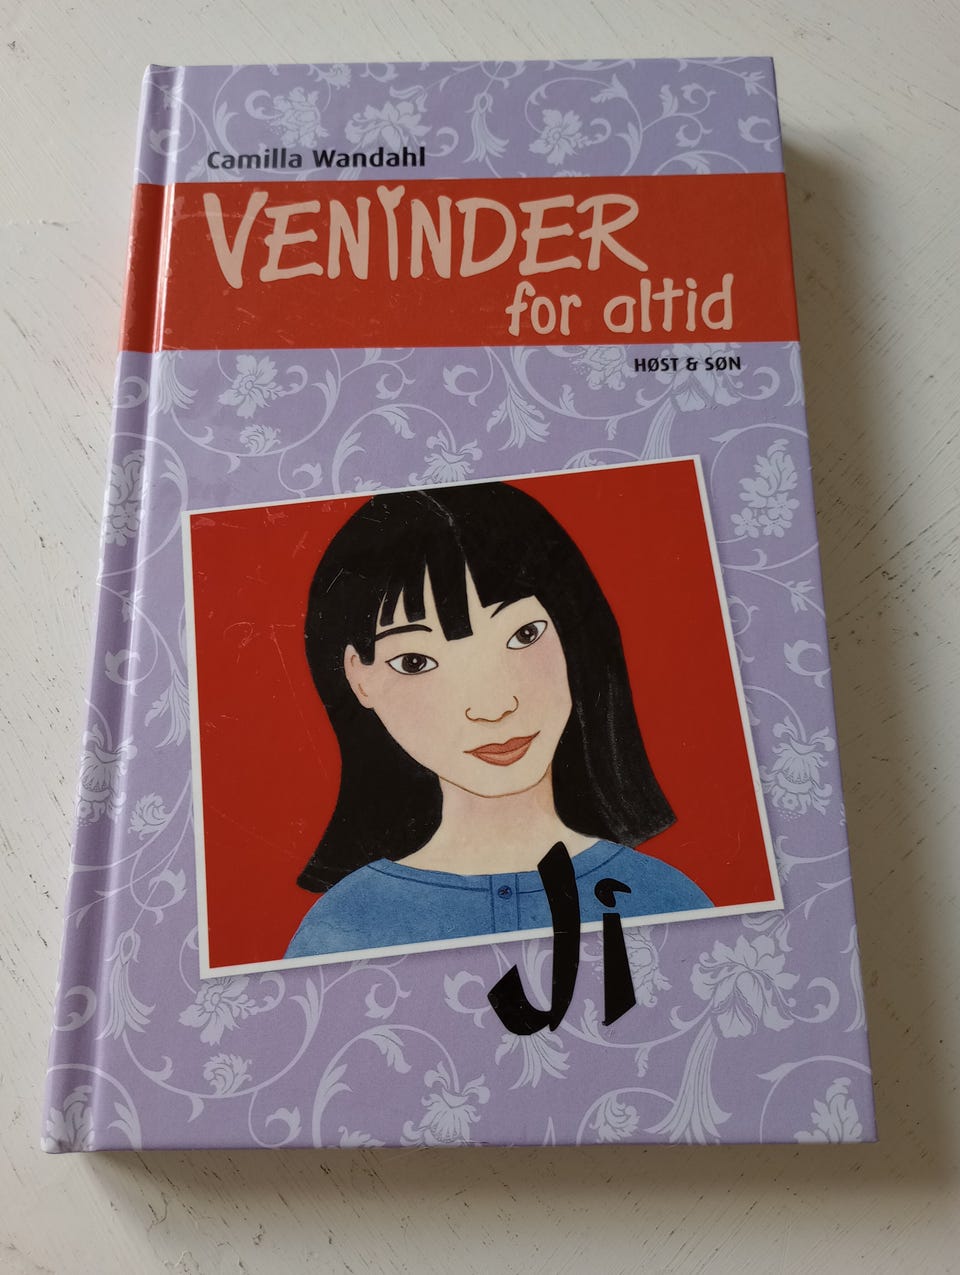 Camilla Wandahl
VENINDER
for altid
HØST & SØN
Ji